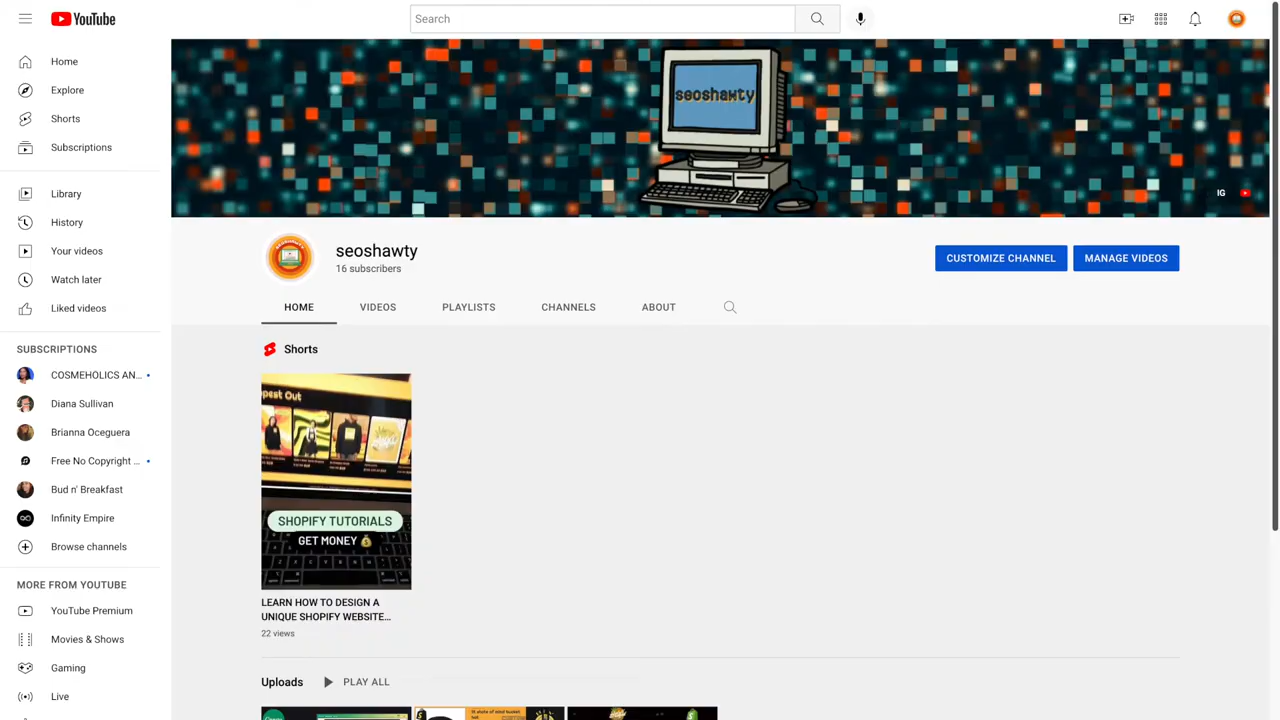 YouTube
Search
Home
Explore
Shorts
Subscriptions
Library
History
Your videos
Watch later
Liked videos
SUBSCRIPTIONS
COSMEHOLICS AN...
Diana Sullivan
Brianna Oceguera
Free No Copyright ...
Bud n' Breakfast
Infinity Empire
Browse channels
MORE FROM YOUTUBE
YouTube Premium
Movies & Shows
Gaming
Live
seoshawty
IG
seoshawty
16 subscribers
CUSTOMIZE CHANNEL
MANAGE VIDEOS
HOME
VIDEOS
PLAYLISTS
CHANNELS
ABOUT
Shorts
opest Out
SHOPIFY TUTORIALS
GET MONEY 💰
LEARN HOW TO DESIGN A
UNIQUE SHOPIFY WEBSITE...
22 views
Uploads
PLAY ALL